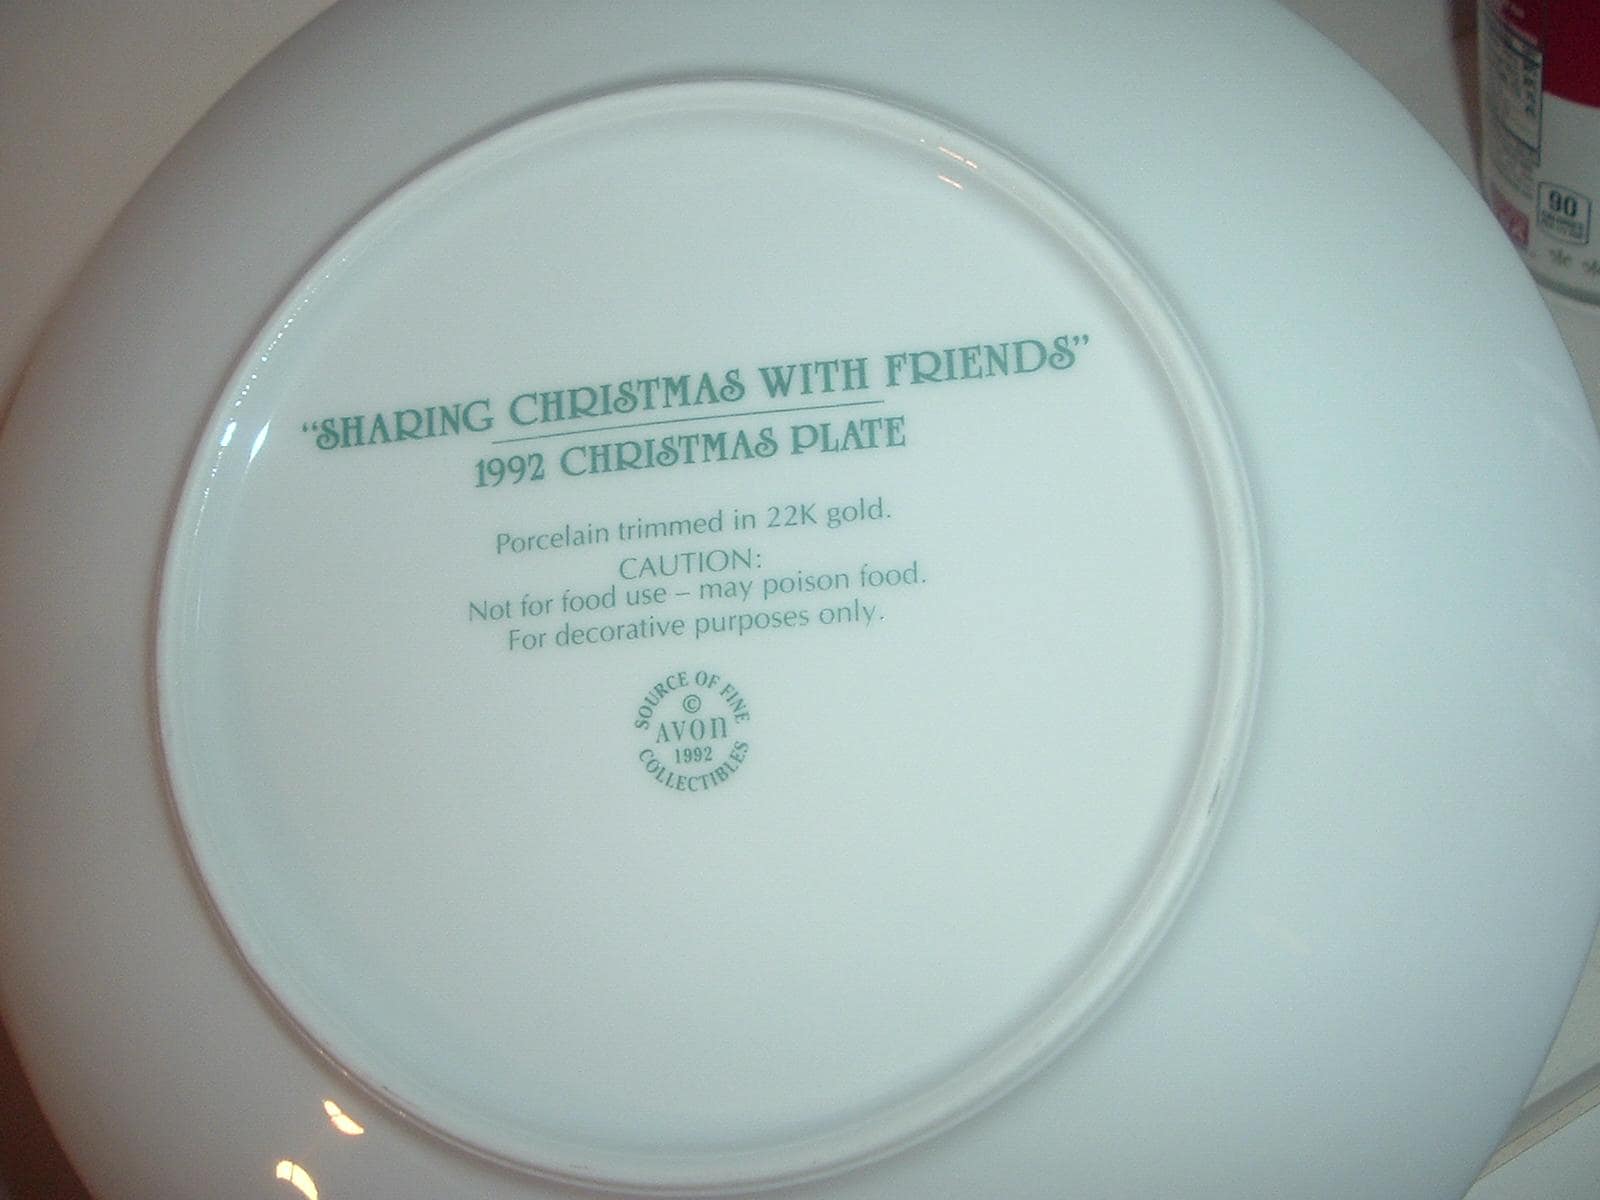 “SHARING CHRISTMAS WITH FRIENDS”
1992 CHRISTMAS PLATE
Porcelain trimmed in 22K gold.
CAUTION:
Not for food use – may poison food.
For decorative purposes only.
SOURCE OF FINE
©
AVON
1992
COLLECTIBLES
90